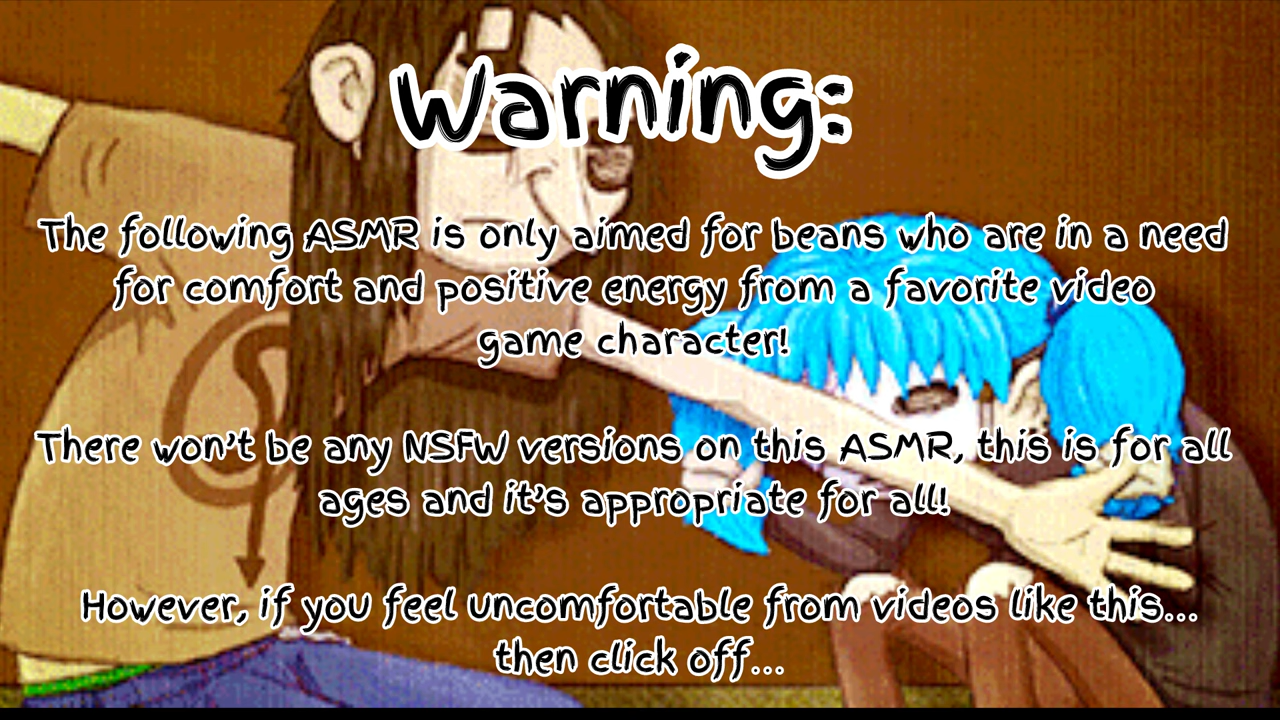 Warning:
The following ASMR is only aimed for beans who are in a need
for comfort and positive energy from a favorite video
game character!
There won't be any NSFW versions on this ASMR, this is for all
ages and it's appropriate for all!
However, if you feel uncomfortable from videos like this...
then click off...